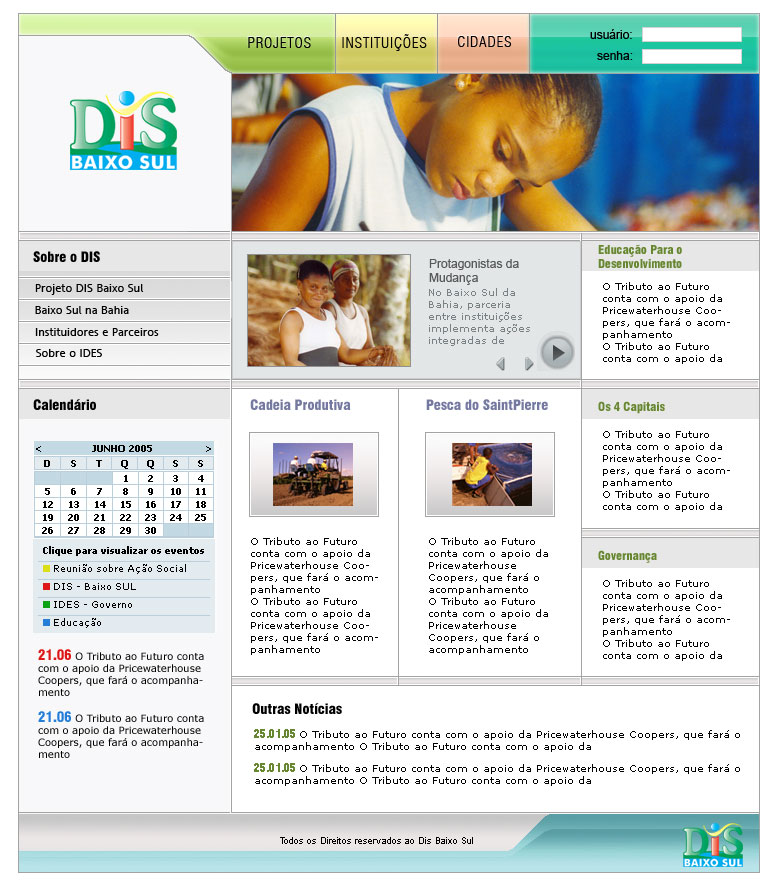 PROJETOS
INSTITUIÇÕES
CIDADES
usuário:
senha:
DiS
BAIXO SUL
Sobre o DIS
Projeto DIS Baixo Sul
Baixo Sul na Bahia
Instituidores e Parceiros
Sobre o IDES
Protagonistas da
Mudança
No Baixo Sul da
Bahia, parceria
entre instituições
implementa ações
integradas de
Educação Para o
Desenvolvimento
O Tributo ao Futuro
conta com o apoio da
Pricewaterhouse Coo-
pers, que fará o acom-
panhamento
O Tributo ao Futuro
conta com o apoio da
Calendário
< JUNHO 2005 >
D S T Q Q S S
1 2 3 4
5 6 7 8 9 10 11
12 13 14 15 16 17 18
19 20 21 22 23 24 25
26 27 28 29 30
Clique para visualizar os eventos
Reunião sobre Ação Social
DIS - Baixo SUL
IDES - Governo
Educação
21.06 O Tributo ao Futuro conta
com o apoio da Pricewaterhouse
Coopers, que fará o acompanha-
mento
21.06 O Tributo ao Futuro conta
com o apoio da Pricewaterhouse
Coopers, que fará o acompanha-
mento
Cadeia Produtiva
O Tributo ao Futuro
conta com o apoio da
Pricewaterhouse Coo-
pers, que fará o acom-
panhamento
O Tributo ao Futuro
conta com o apoio da
Pricewaterhouse Coo-
pers, que fará o acom-
panhamento
Pesca do SaintPierre
O Tributo ao Futuro
conta com o apoio da
Pricewaterhouse
Coopers, que fará o
acompanhamento
O Tributo ao Futuro
conta com o apoio da
Pricewaterhouse
Coopers, que fará o
acompanhamento
Os 4 Capitais
O Tributo ao Futuro
conta com o apoio da
Pricewaterhouse Coo-
pers, que fará o acom-
panhamento
O Tributo ao Futuro
conta com o apoio da
Governança
O Tributo ao Futuro
conta com o apoio da
Pricewaterhouse Coo-
pers, que fará o acom-
panhamento
O Tributo ao Futuro
conta com o apoio da
Outras Notícias
25.01.05 O Tributo ao Futuro conta com o apoio da Pricewaterhouse Coopers, que fará o
acompanhamento O Tributo ao Futuro conta com o apoio da
25.01.05 O Tributo ao Futuro conta com o apoio da Pricewaterhouse Coopers, que fará o
acompanhamento O Tributo ao Futuro conta com o apoio da
Todos os Direitos reservados ao Dis Baixo Sul
DiS
BAIXO SUL